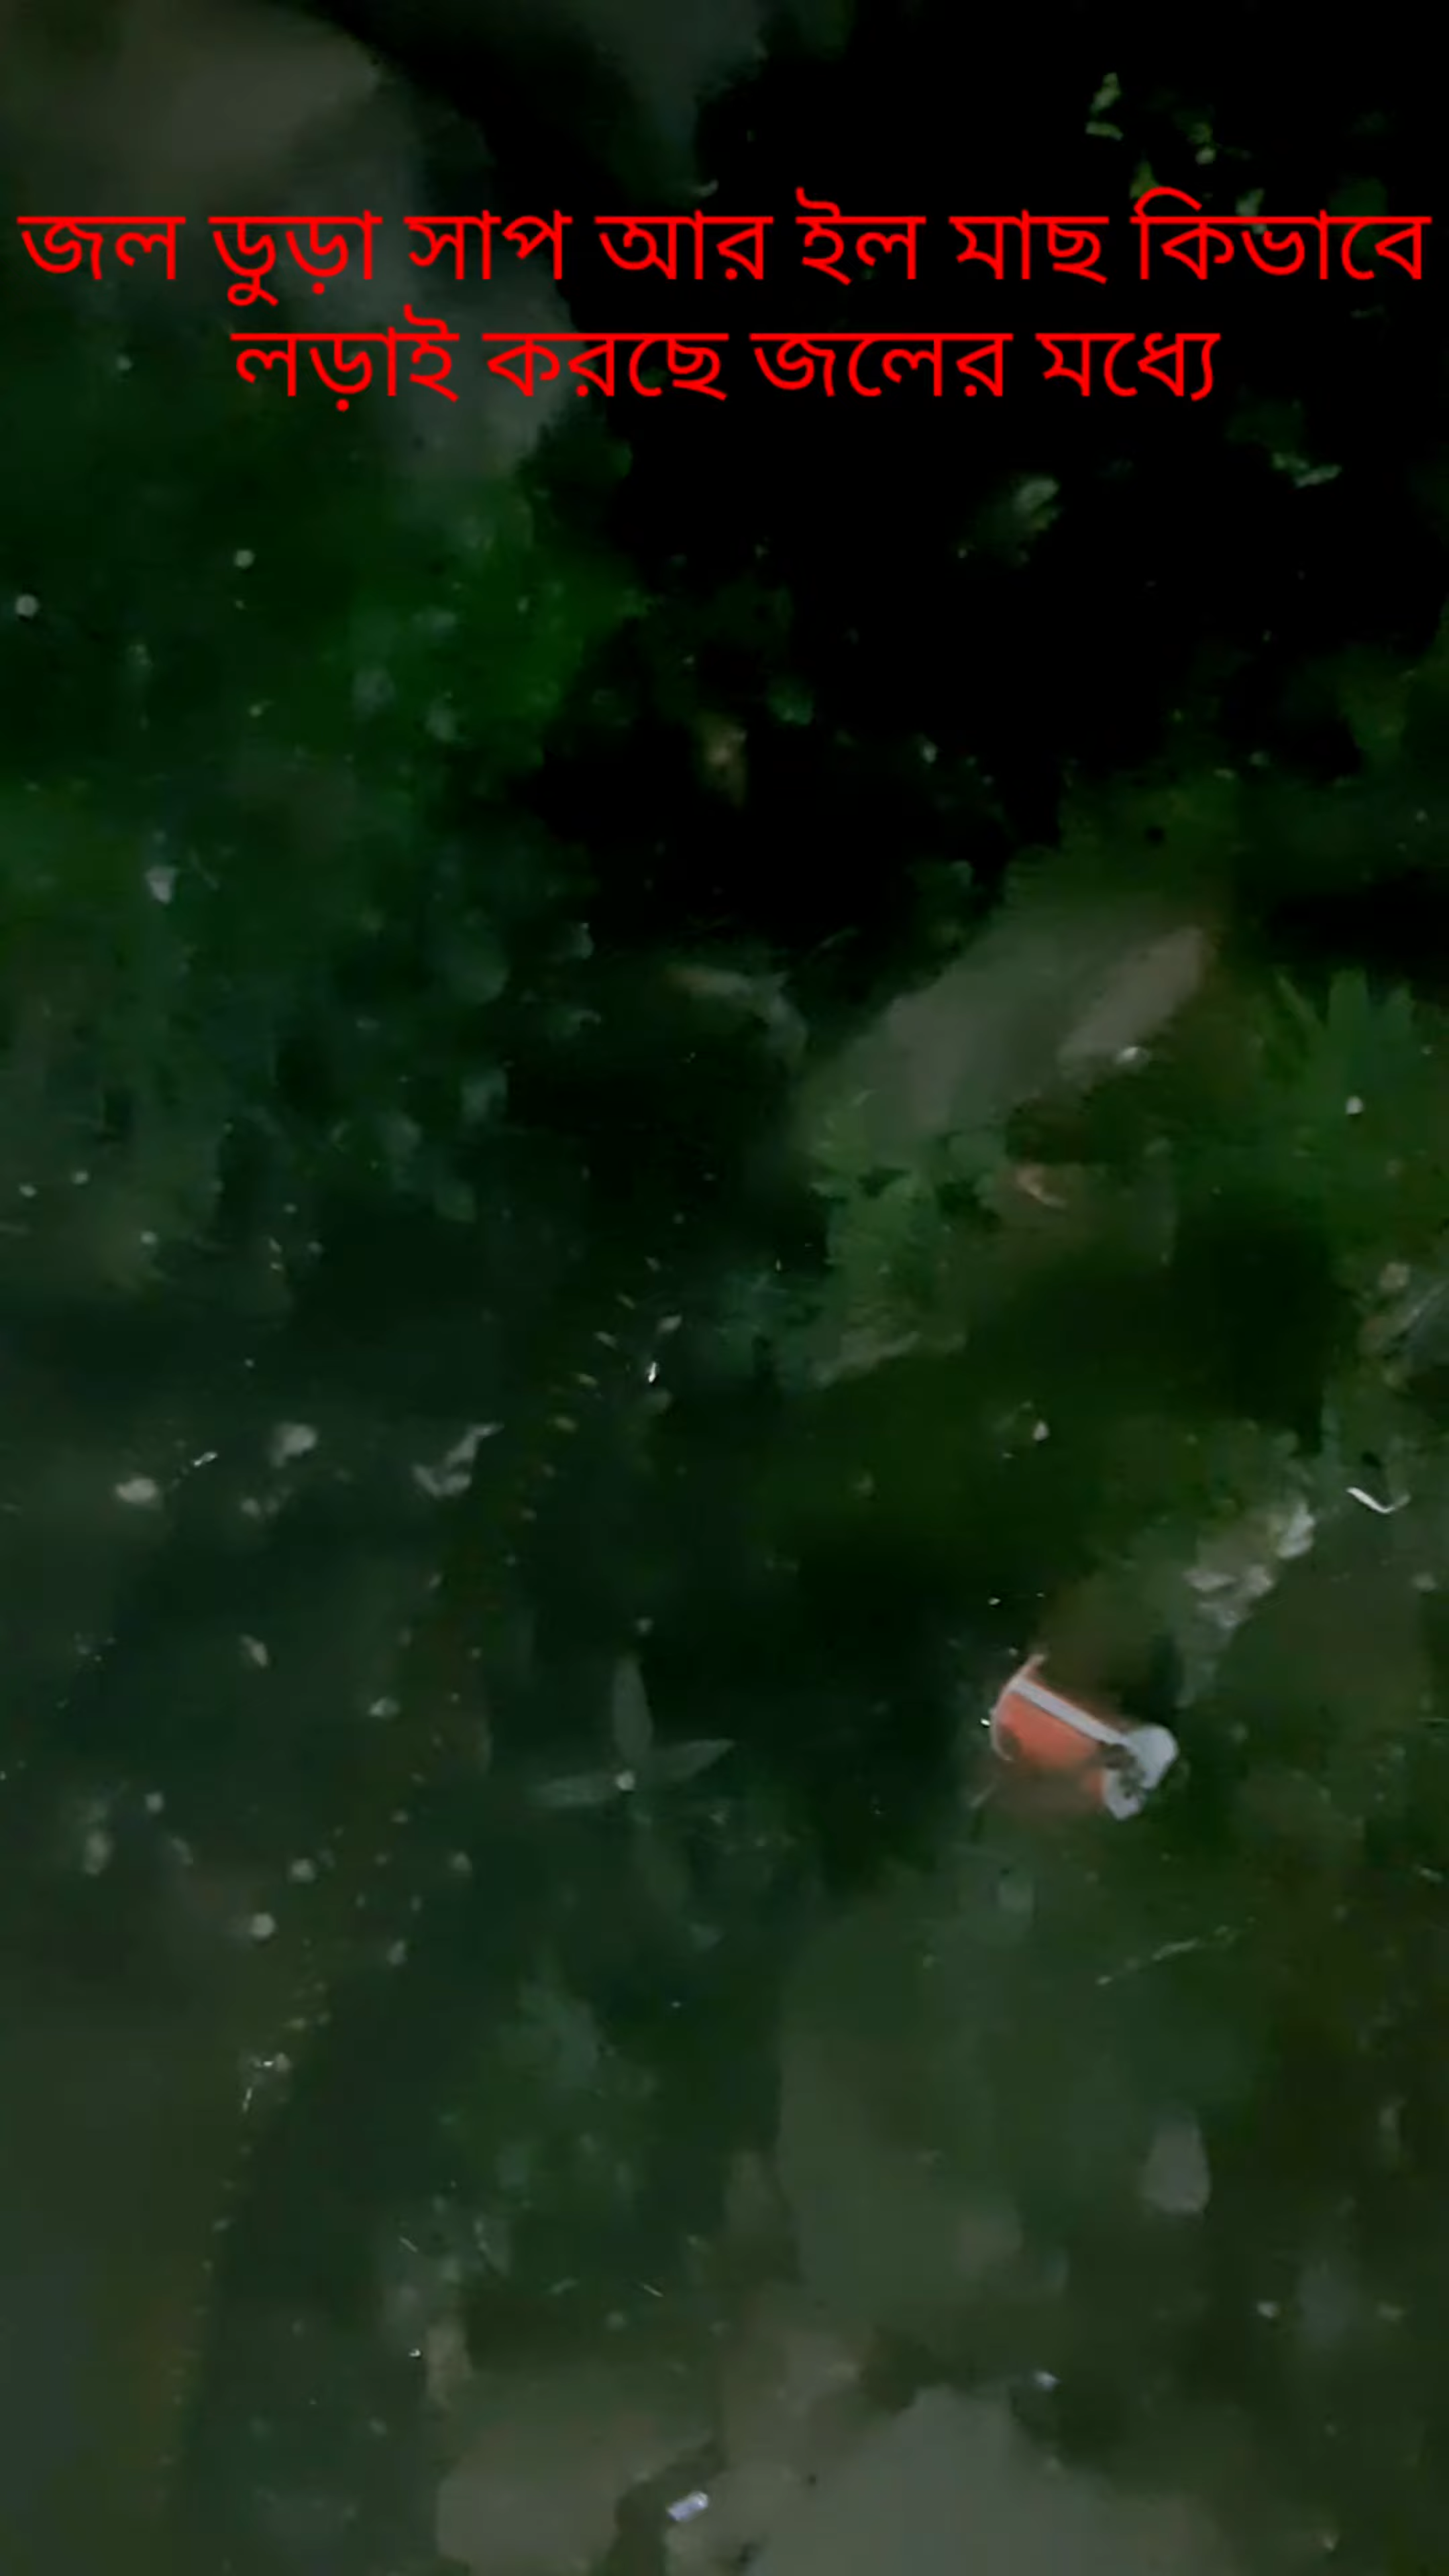 জল ডুড়া সাপ আর ইল মাছ কিভাবে
লড়াই করছে জলের মধ্যে